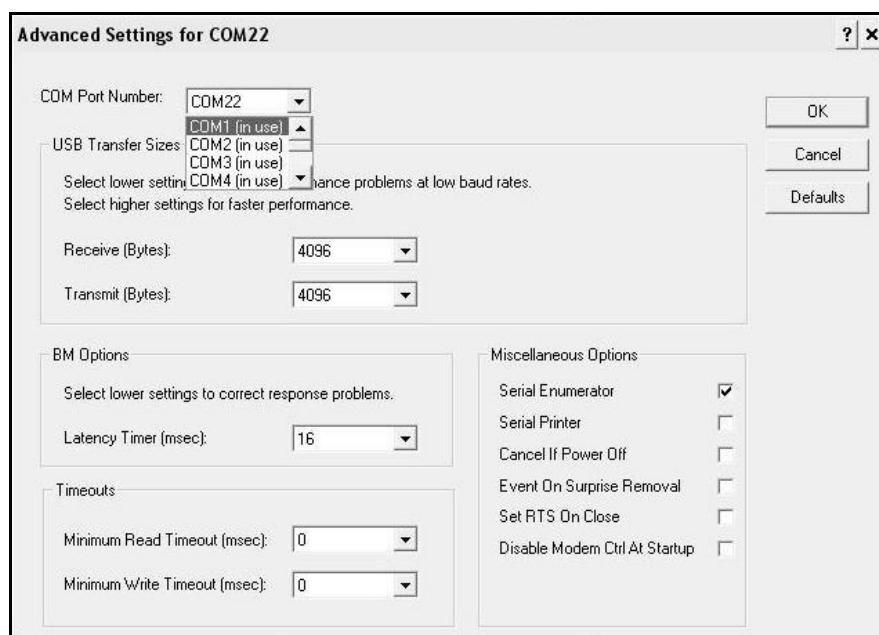 Advanced Settings for COM22
? ×
COM Port Number: COM22
COM1 (in use)
COM2 (in use)
COM3 (in use)
COM4 (in use)
OK
Cancel
Defaults
USB Transfer Sizes
Select lower settings problems at low baud rates.
Select higher settings for faster performance.
Receive (Bytes): 4096
Transmit (Bytes): 4096
BM Options
Select lower settings to correct response problems.
Latency Timer (msec): 16
Timeouts
Minimum Read Timeout (msec): 0
Minimum Write Timeout (msec): 0
Miscellaneous Options
Serial Enumerator
Serial Printer
Cancel If Power Off
Event On Surprise Removal
Set RTS On Close
Disable Modem Ctrl At Startup